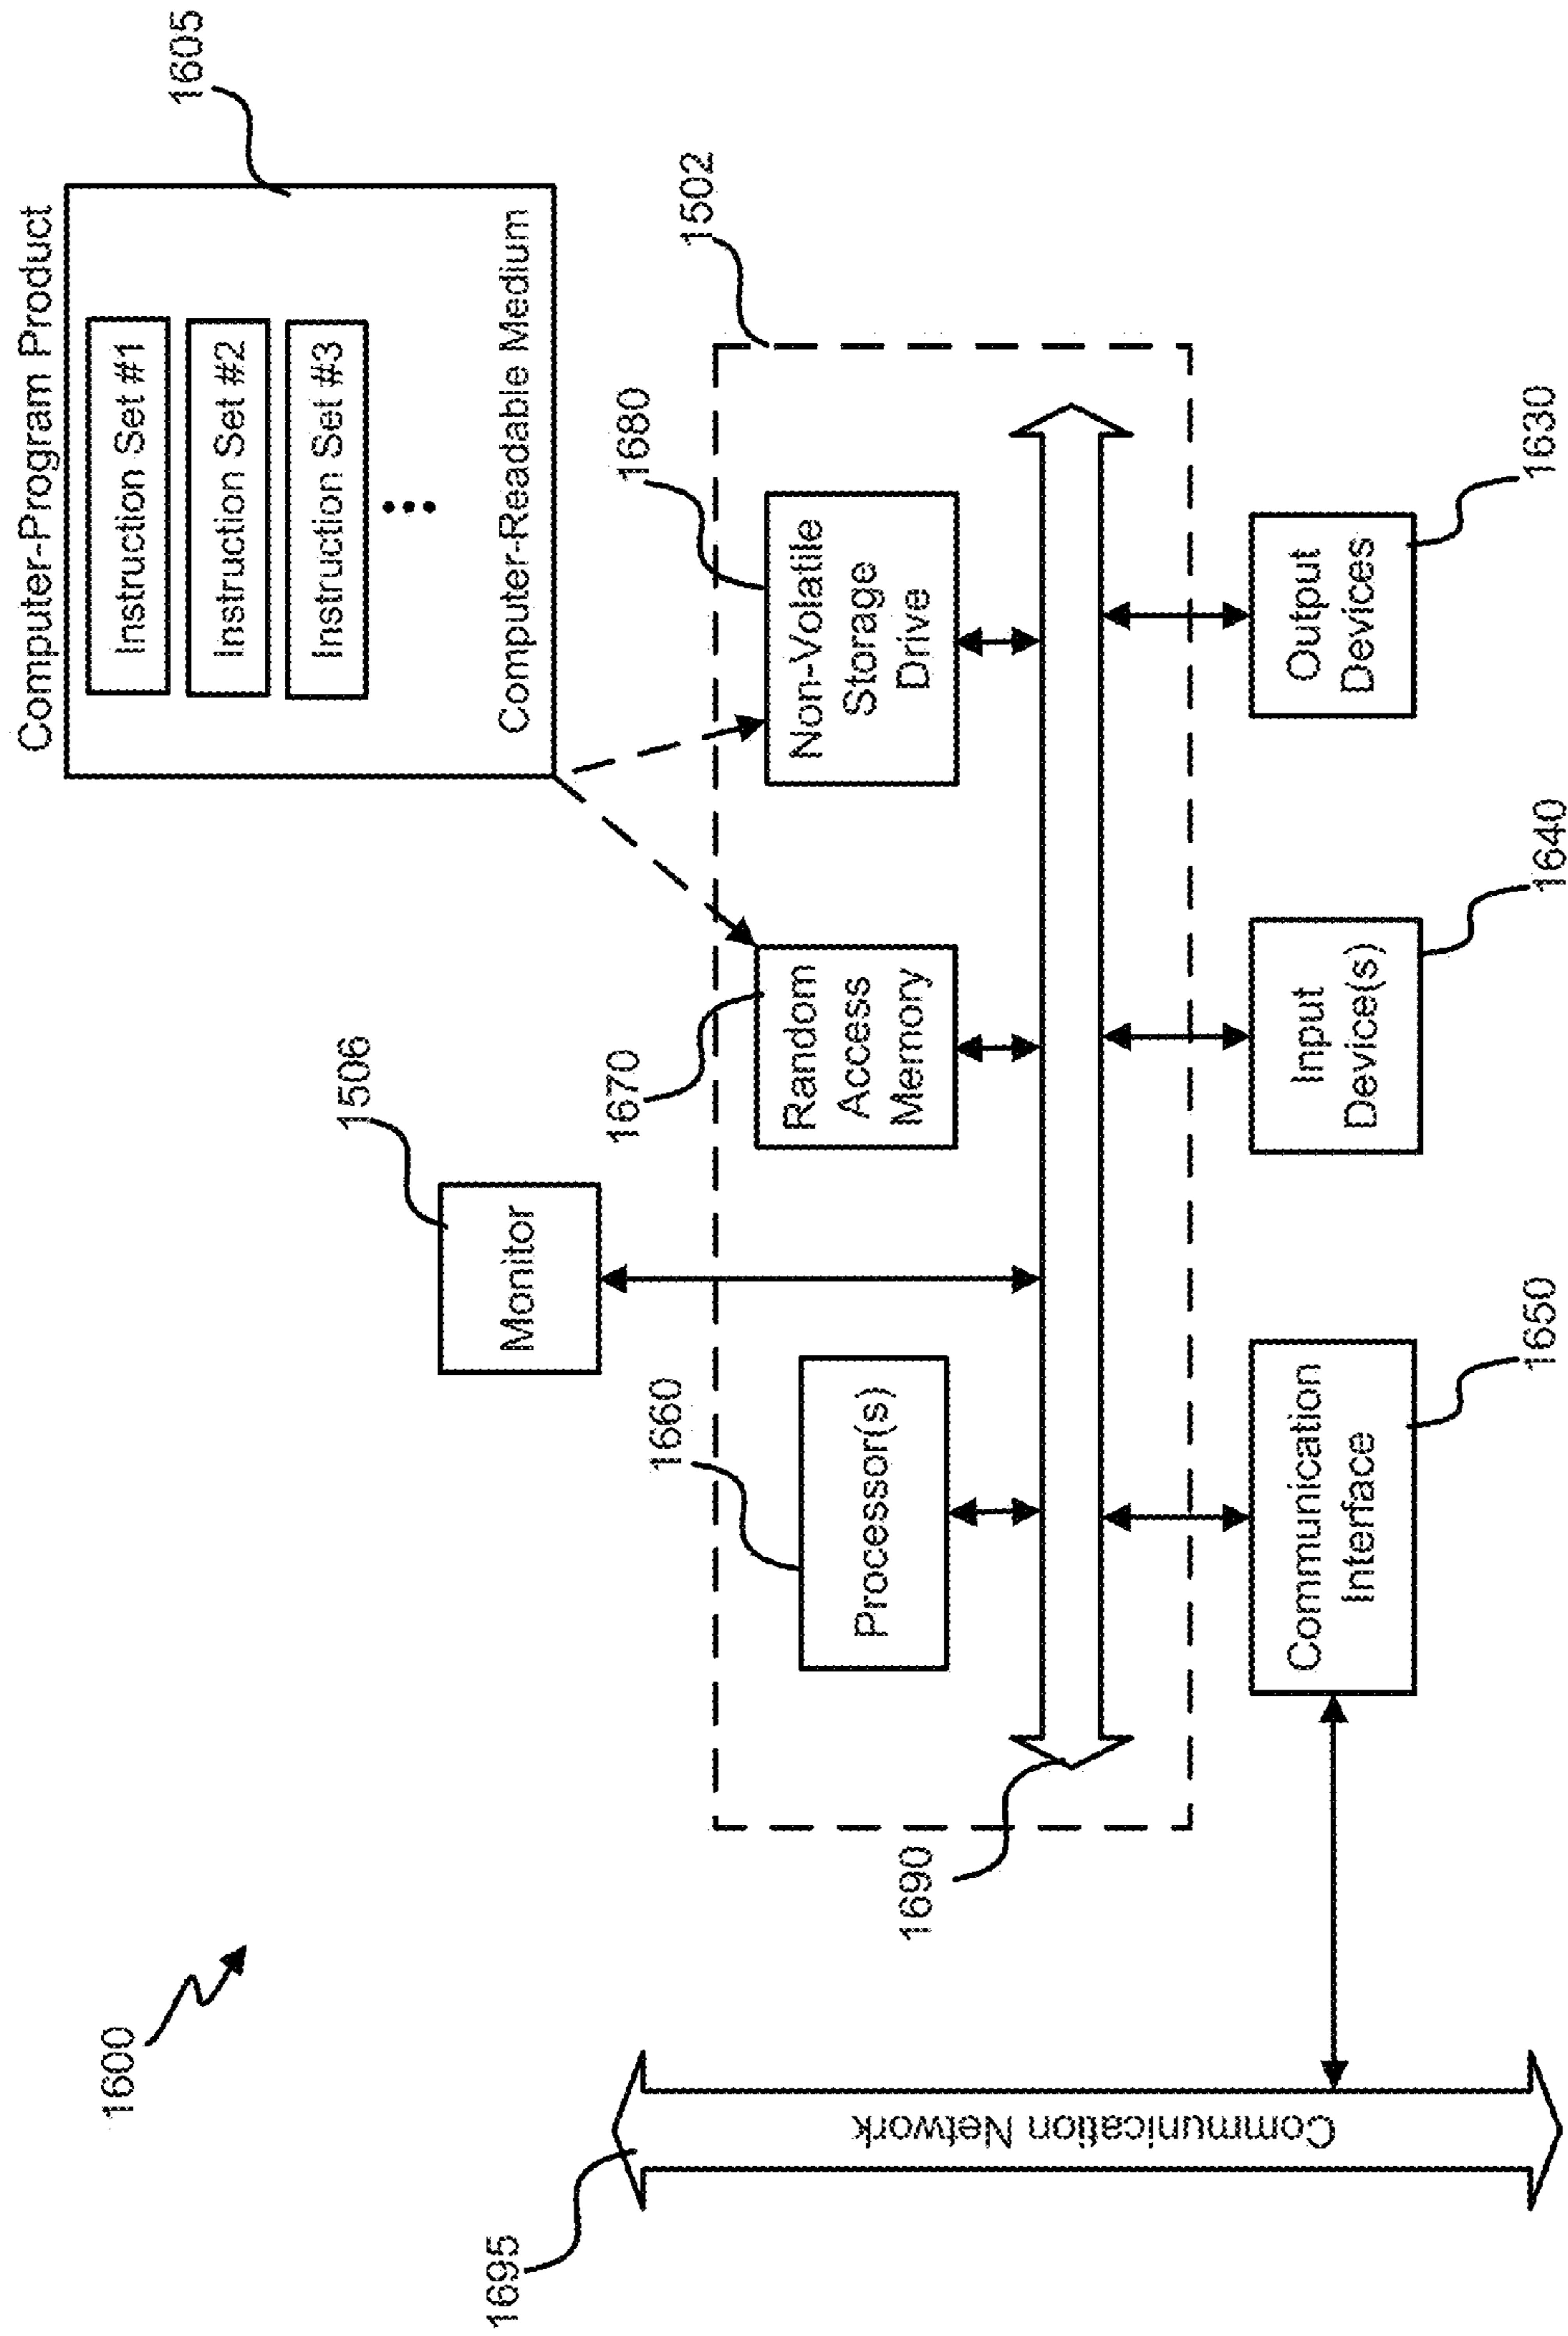 1600
Computer-Program Product
1605
Instruction Set #1
Instruction Set #2
Instruction Set #3
Computer-Readable Medium
Monitor
1506
1502
1660
Processor(s)
1670
Random
Access
Memory
1680
Non-Volatile
Storage
Drive
1690
1695
Communication Network
Communication
Interface
1650
Input
Device(s)
1640
Output
Devices
1630